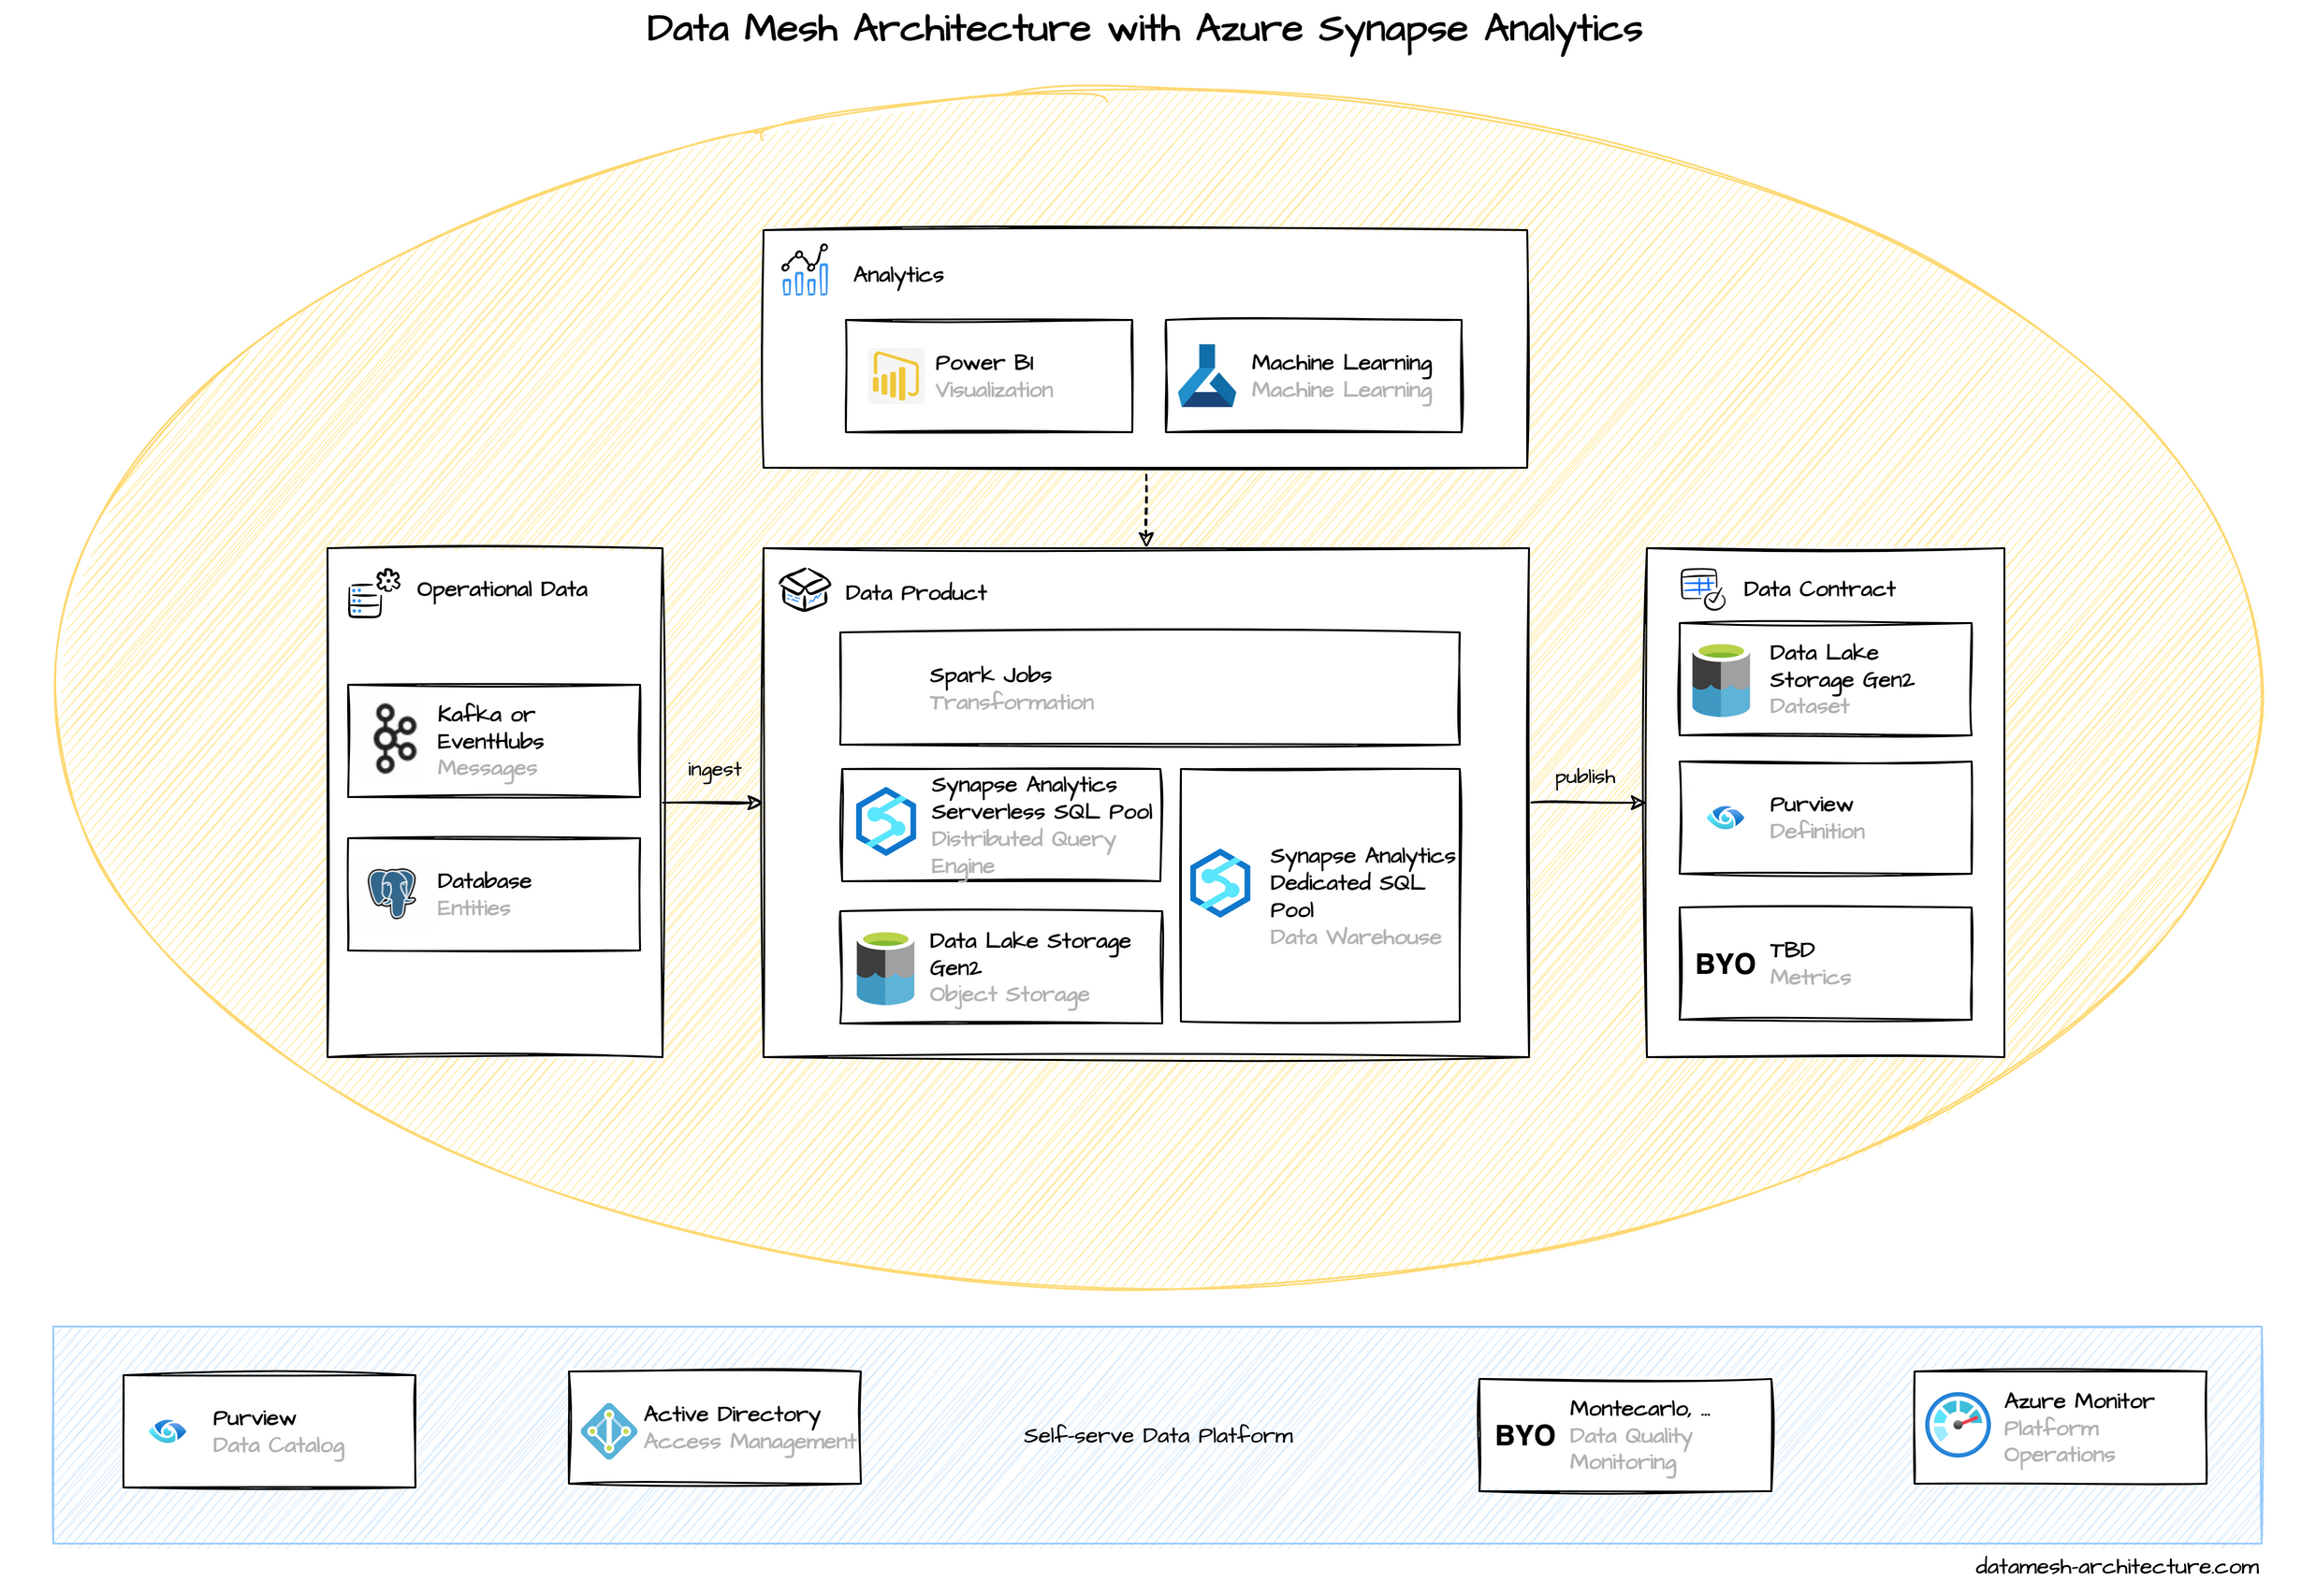 Data Mesh Architecture with Azure Synapse Analytics
Analytics
Power BI
Visualization
Machine Learning
Machine Learning
Operational Data
Kafka or
EventHubs
Messages
Database
Entities
ingest
Data Product
Spark Jobs
Transformation
Synapse Analytics
Serverless SQL Pool
Distributed Query
Engine
Data Lake Storage
Gen2
Object Storage
Synapse Analytics
Dedicated SQL
Pool
Data Warehouse
publish
Data Contract
Data Lake
Storage Gen2
Dataset
Purview
Definition
BYO
TBD
Metrics
Purview
Data Catalog
Active Directory
Access Management
Self-serve Data Platform
BYO
Montecarlo, ...
Data Quality
Monitoring
Azure Monitor
Platform
Operations
datamesh-architecture.com